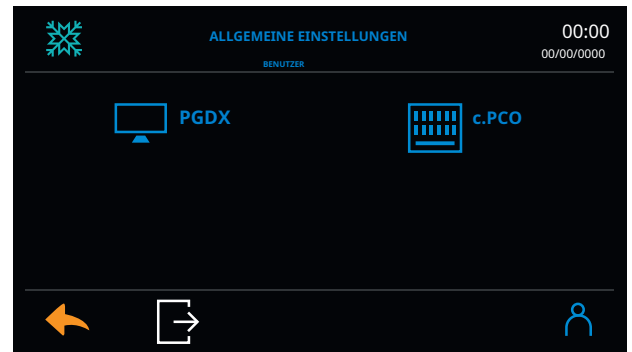 ALLGEMEINE EINSTELLUNGEN
00:00
BENUTZER
00/00/0000
PGDX
c.PCO